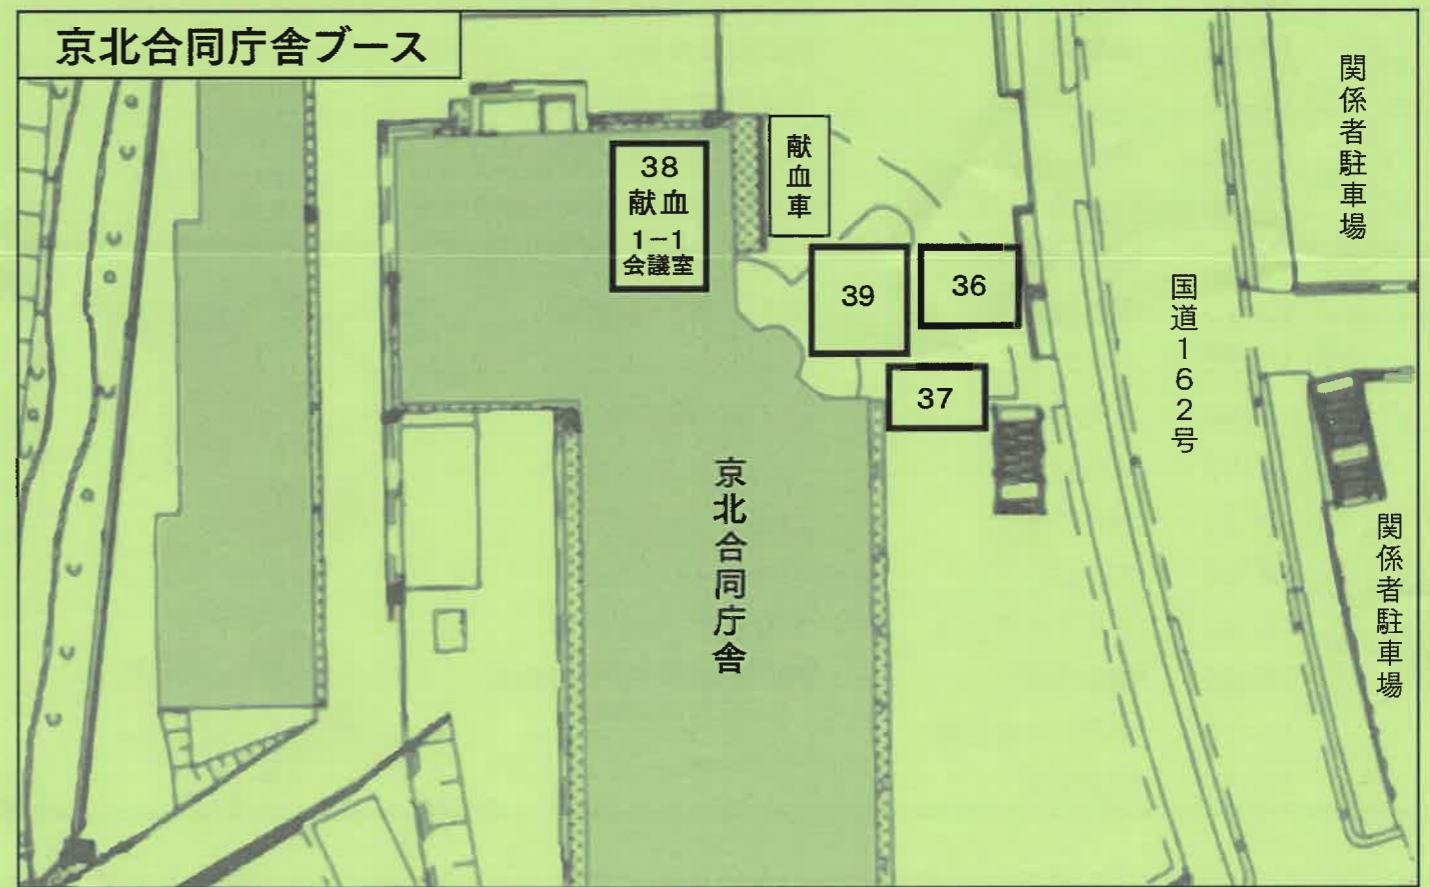 京北合同庁舎ブース
関係者駐車場
献血車
38
献血
1-1
会議室
39
36
国道162号
37
京北合同庁舎
関係者駐車場